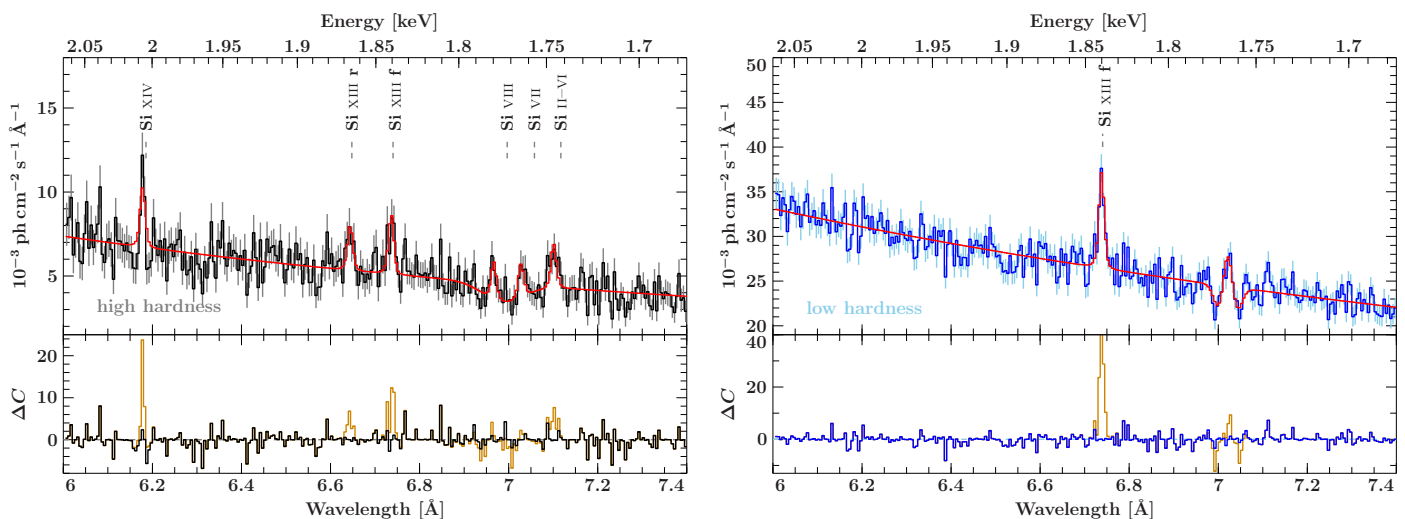 Energy [keV]
2.05 2 1.95 1.9 1.85 1.8 1.75 1.7
15
10
5
10⁻³ ph cm⁻² s⁻¹ Å⁻¹
Si XIV
Si XIII r
Si XIII f
Si VIII
Si VII
Si II–VI
high hardness
20
10
0
ΔC
6 6.2 6.4 6.6 6.8 7 7.2 7.4
Wavelength [Å]
Energy [keV]
2.05 2 1.95 1.9 1.85 1.8 1.75 1.7
50
45
40
35
30
25
20
10⁻³ ph cm⁻² s⁻¹ Å⁻¹
Si XIII f
low hardness
40
20
0
ΔC
6 6.2 6.4 6.6 6.8 7 7.2 7.4
Wavelength [Å]